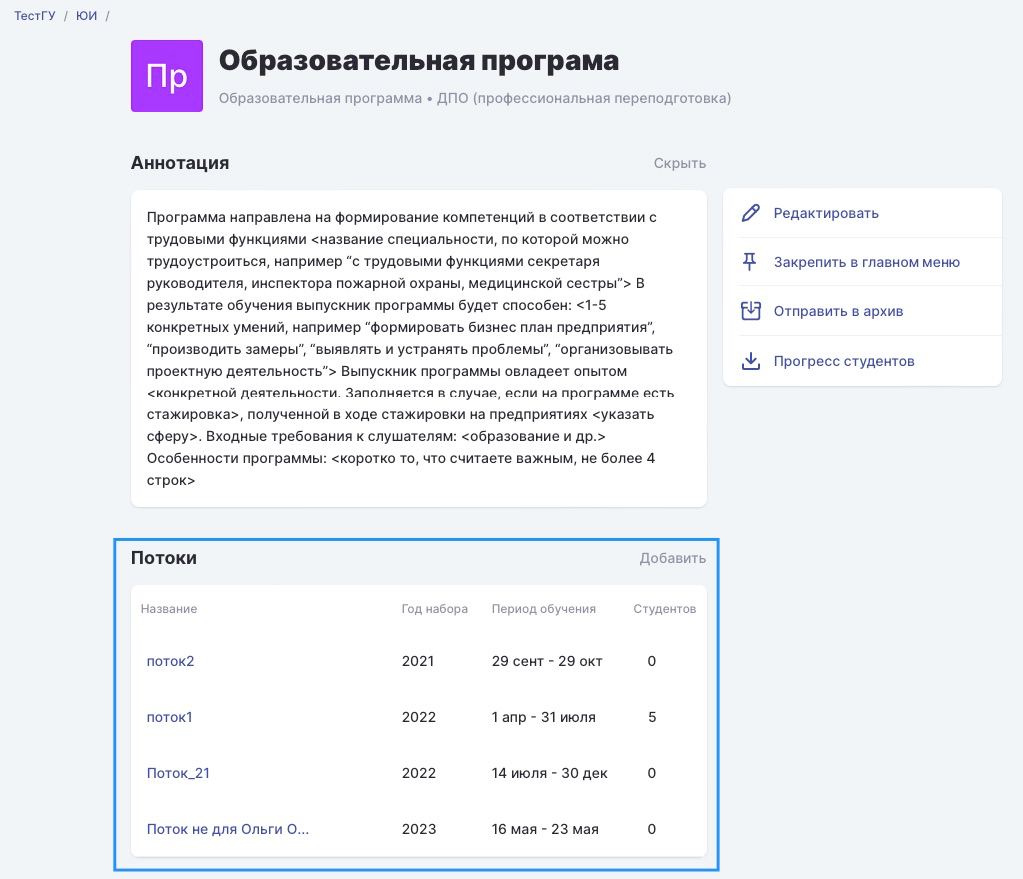 ТестГУ / ЮИ /
Пр
Образовательная програма
Образовательная программа • ДПО (профессиональная переподготовка)
Аннотация
Скрыть
Программа направлена на формирование компетенций в соответствии с
трудовыми функциями <название специальности, по которой можно
трудоустроиться, например “с трудовыми функциями секретаря
руководителя, инспектора пожарной охраны, медицинской сестры”> В
результате обучения выпускник программы будет способен: <1-5
конкретных умений, например “формировать бизнес план предприятия”,
“производить замеры”, “выявлять и устранять проблемы”, “организовывать
проектную деятельность”> Выпускник программы овладеет опытом
<конкретной деятельности. Заполняется в случае, если на программе есть
стажировка>, полученной в ходе стажировки на предприятиях <указать
сферу>. Входные требования к слушателям: <образование и др.>
Особенности программы: <коротко то, что считаете важным, не более 4
строк>
Редактировать
Закрепить в главном меню
Отправить в архив
Прогресс студентов
Потоки
Добавить
Название Год набора Период обучения Студентов
поток2 2021 29 сент - 29 окт 0
поток1 2022 1 апр - 31 июля 5
Поток_21 2022 14 июля - 30 дек 0
Поток не для Ольги О... 2023 16 мая - 23 мая 0